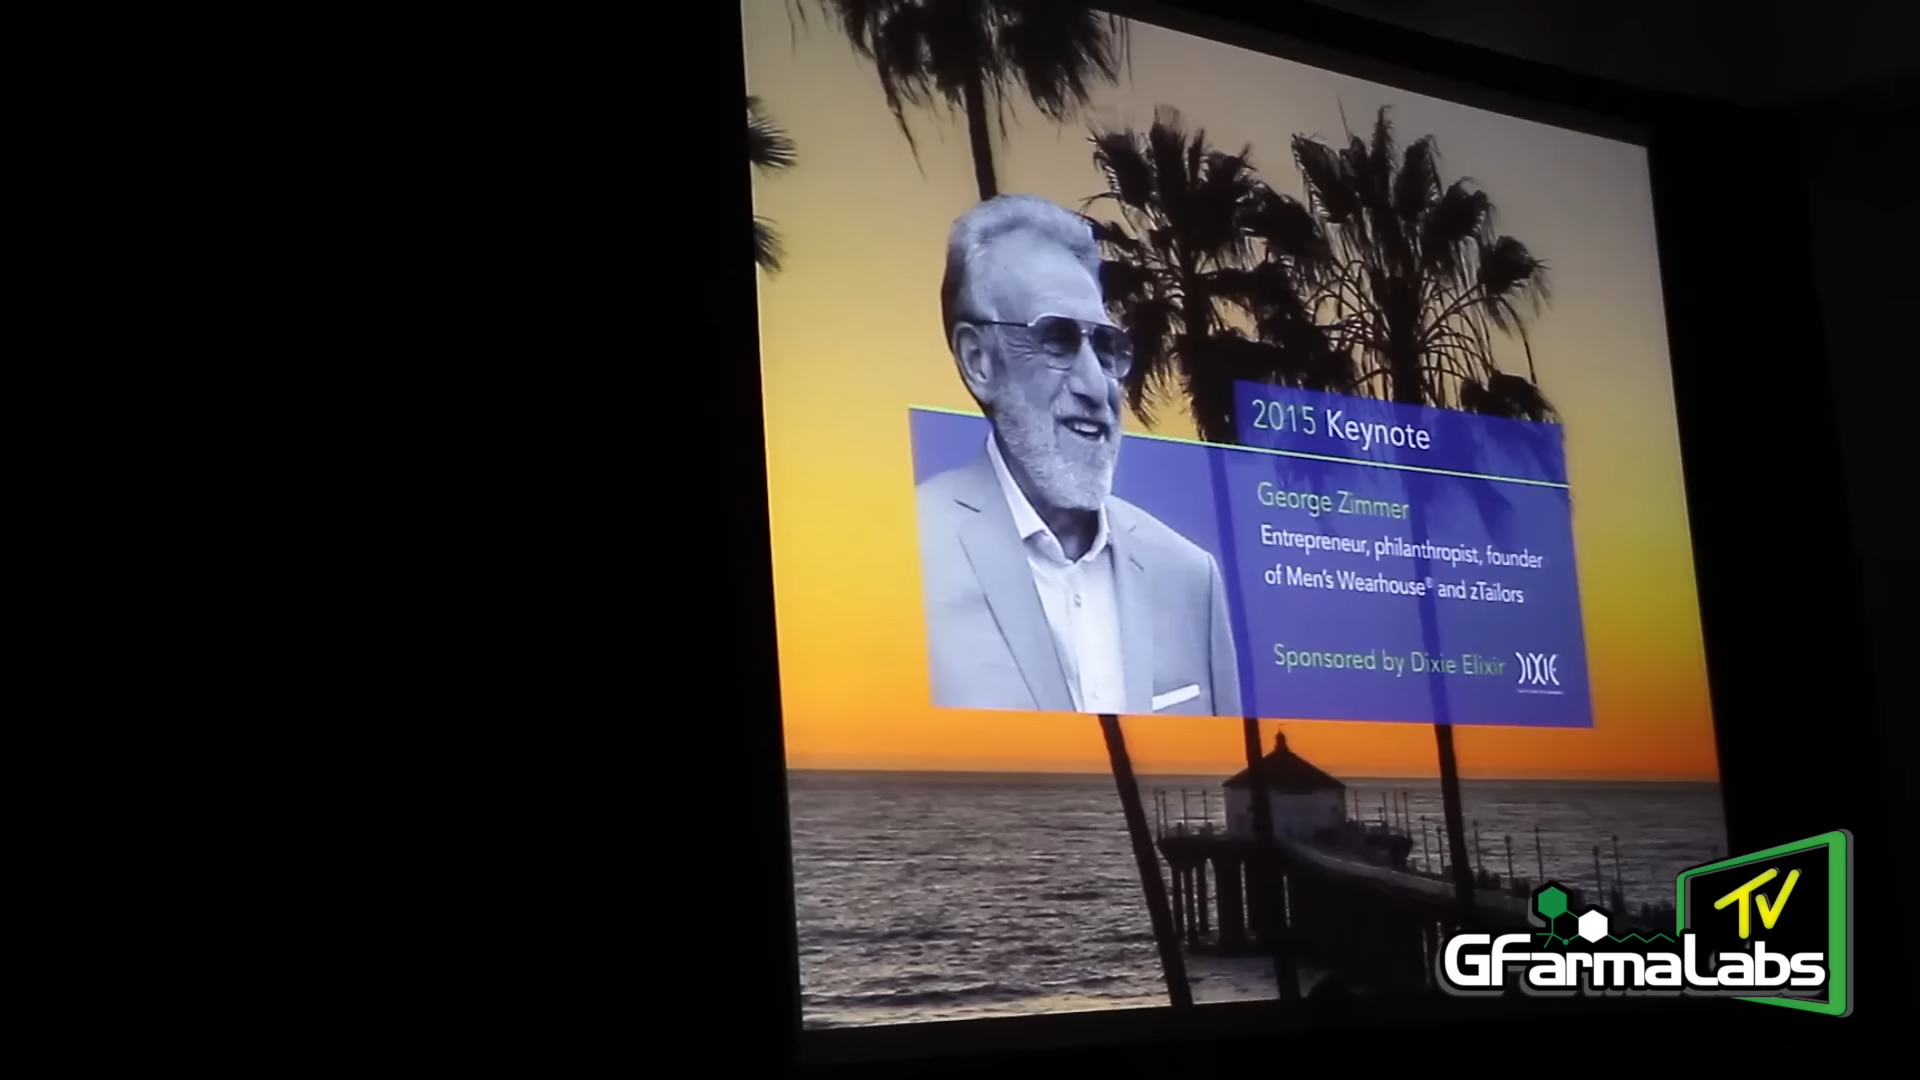 2015 Keynote
George Zimmer
Entrepreneur, philanthropist, founder
of Men's Wearhouse® and zTailors
Sponsored by Dixie Elixir
DIXIE
TV
GFarmaLabs